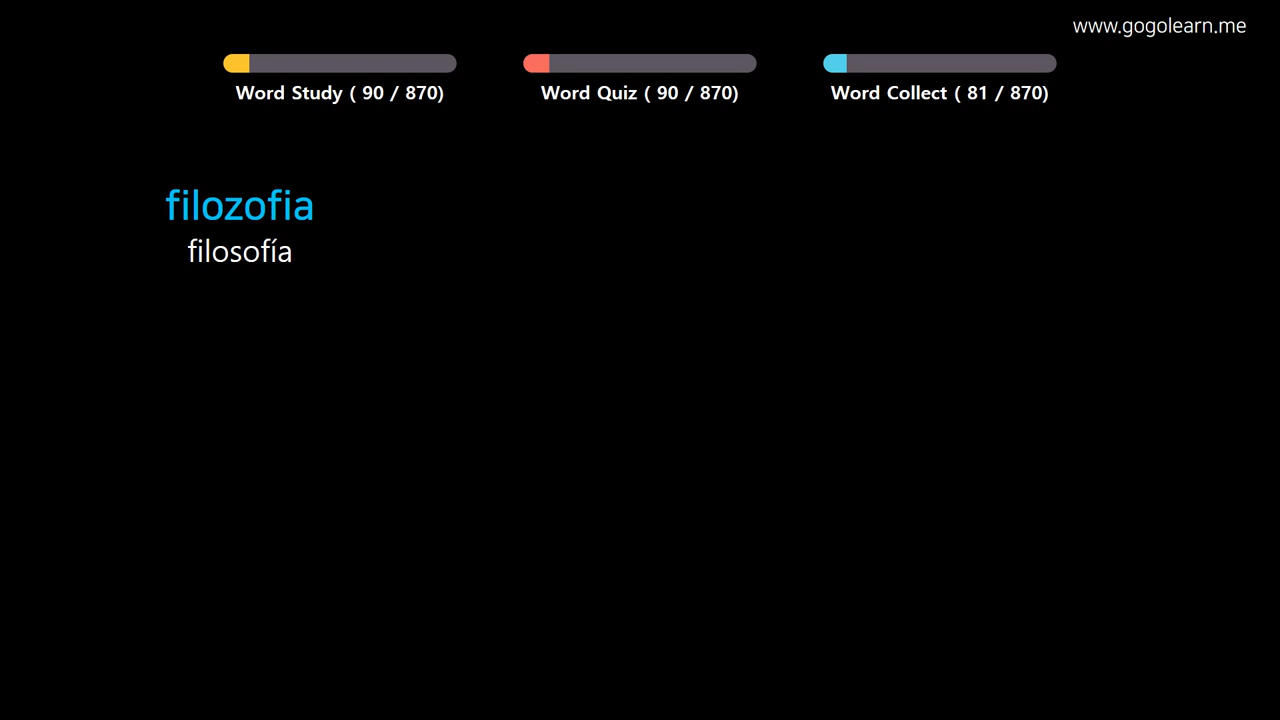 www.gogolearn.me
Word Study ( 90 / 870)
Word Quiz ( 90 / 870)
Word Collect ( 81 / 870)
filozofia
filosofía